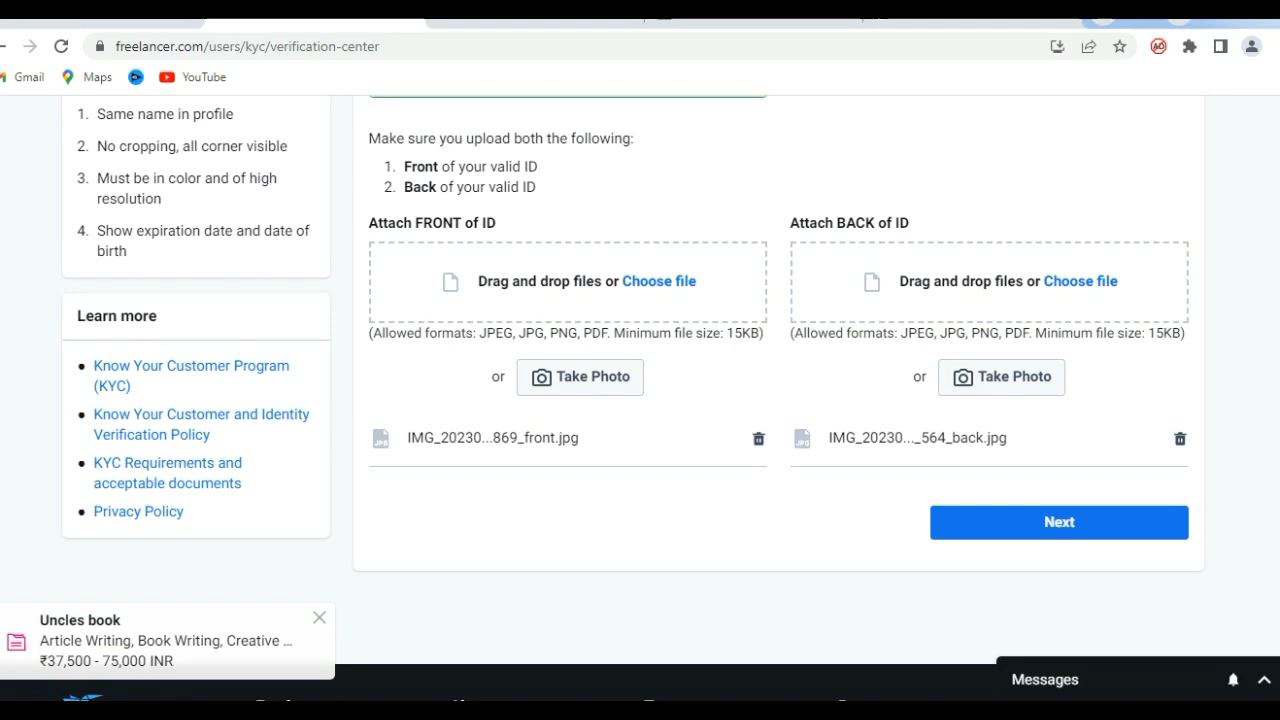 freelancer.com/users/kyc/verification-center
Gmail Maps YouTube
1. Same name in profile
2. No cropping, all corner visible
3. Must be in color and of high
resolution
4. Show expiration date and date of
birth
Learn more
Know Your Customer Program
(KYC)
Know Your Customer and Identity
Verification Policy
KYC Requirements and
acceptable documents
Privacy Policy
Make sure you upload both the following:
1. Front of your valid ID
2. Back of your valid ID
Attach FRONT of ID
Drag and drop files or Choose file
(Allowed formats: JPEG, JPG, PNG, PDF. Minimum file size: 15KB)
or Take Photo
JPG IMG_20230...869_front.jpg
Attach BACK of ID
Drag and drop files or Choose file
(Allowed formats: JPEG, JPG, PNG, PDF. Minimum file size: 15KB)
or Take Photo
JPG IMG_20230..._564_back.jpg
Next
Uncles book
Article Writing, Book Writing, Creative ...
₹37,500 - 75,000 INR
Messages